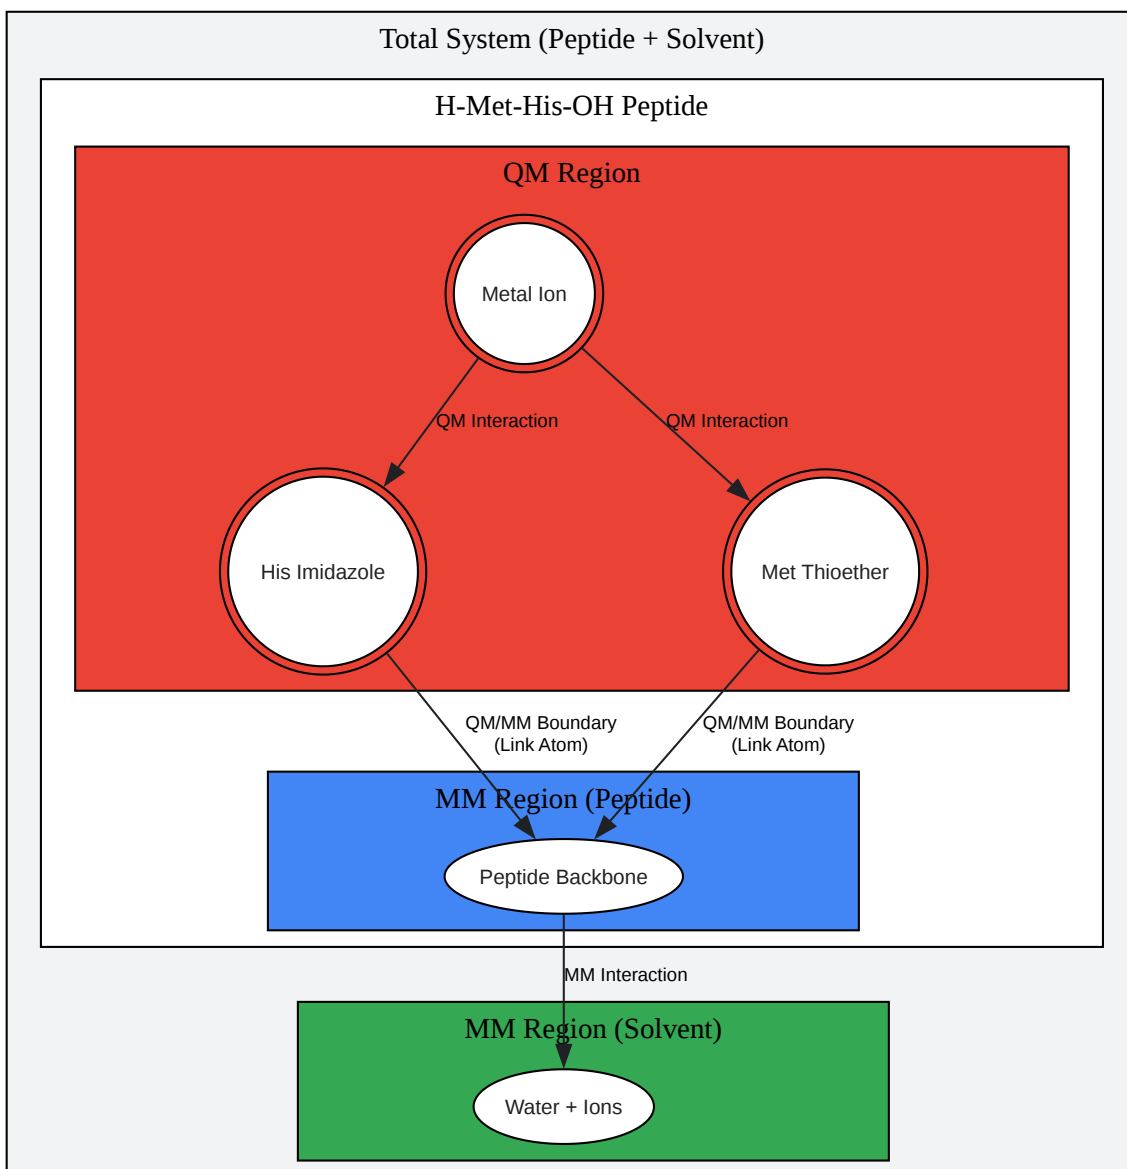 Total System (Peptide + Solvent)
H-Met-His-OH Peptide
QM Region
Metal Ion
QM Interaction
QM Interaction
His Imidazole
Met Thioether
QM/MM Boundary
(Link Atom)
QM/MM Boundary
(Link Atom)
MM Region (Peptide)
Peptide Backbone
MM Interaction
MM Region (Solvent)
Water + Ions